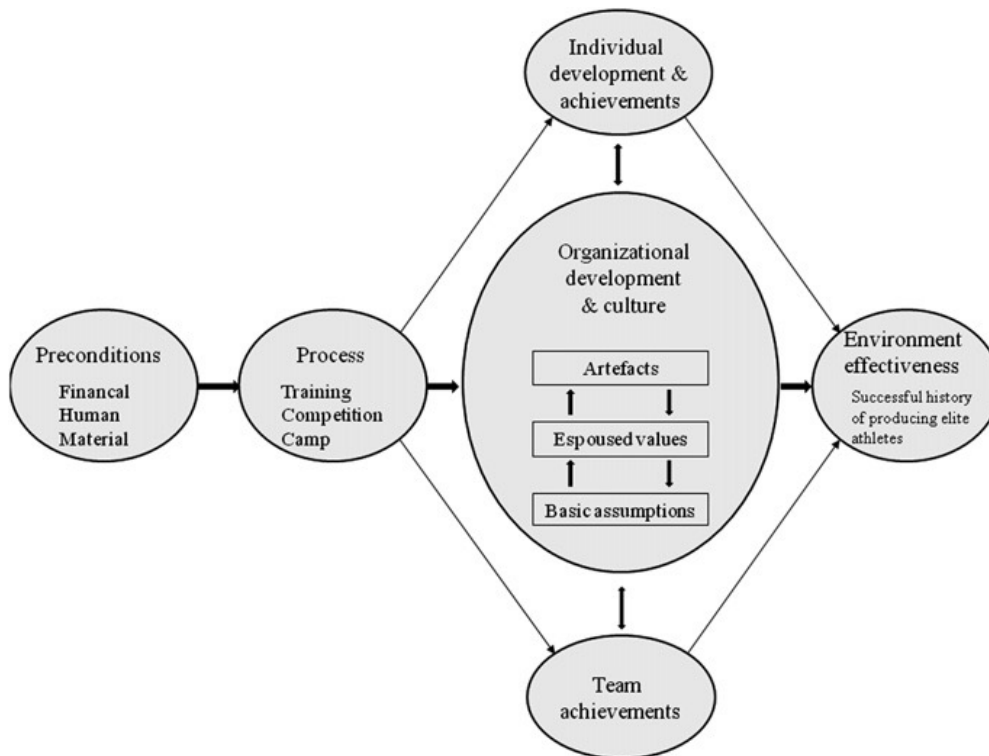 Individual
development &
achievements
Organizational
development
& culture
Artefacts
Espoused values
Basic assumptions
Preconditions
Financal
Human
Material
Process
Training
Competition
Camp
Environment
effectiveness
Successful history
of producing elite
athletes
Team
achievements